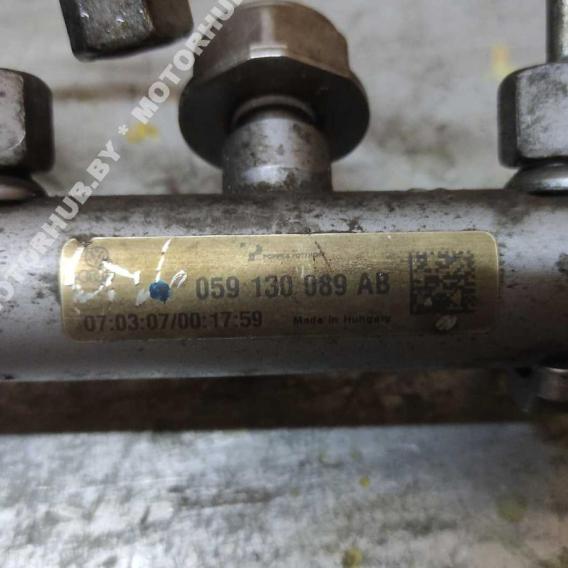 MOTORHUB.BY * MOTORHUB
059 130 089 AB
07:03:07/00:17:59 Made in Hungary